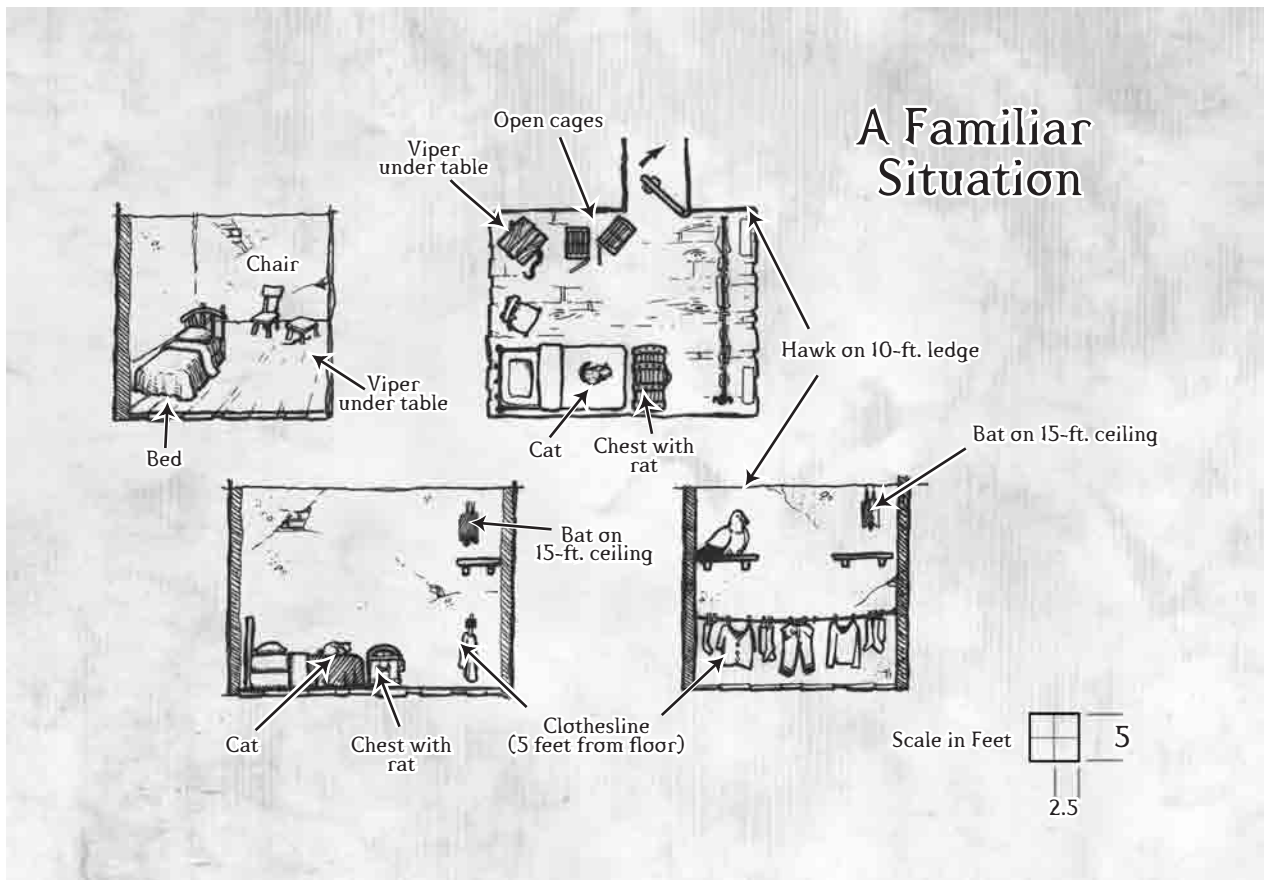 A Familiar
Situation
Open cages
Viper
under table
Chair
Hawk on 10-ft. ledge
Viper
under table
Bed
Cat
Chest with
rat
Bat on 15-ft. ceiling
Bat on
15-ft. ceiling
Cat
Chest with
rat
Clothesline
(5 feet from floor)
Scale in Feet
5
2.5